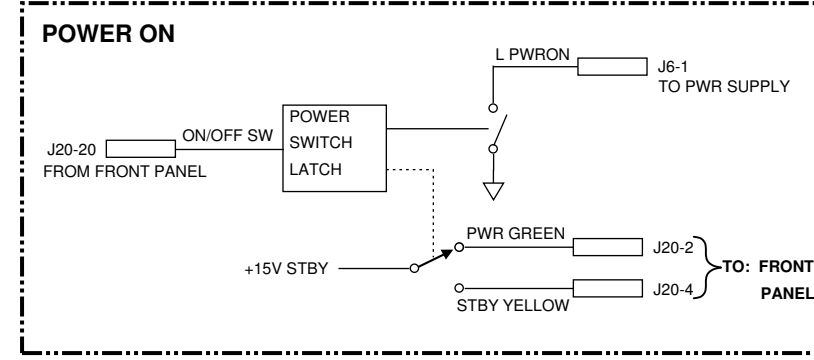 POWER ON
L PWRON
J6-1
TO PWR SUPPLY
POWER
SWITCH
LATCH
ON/OFF SW
J20-20
FROM FRONT PANEL
PWR GREEN
J20-2
+15V STBY
TO: FRONT
PANEL
J20-4
STBY YELLOW